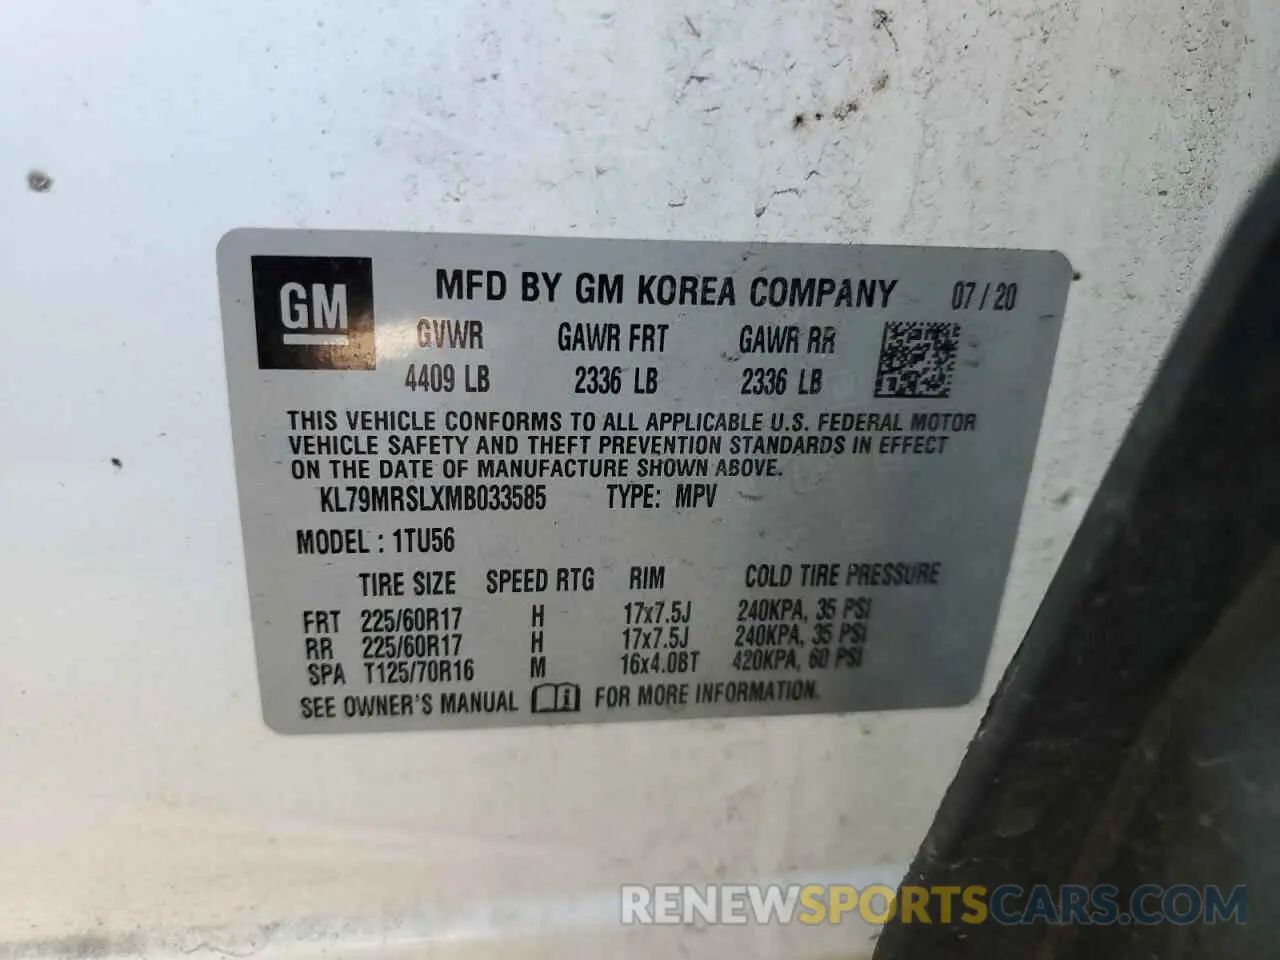 GM
MFD BY GM KOREA COMPANY 07/20
GVWR GAWR FRT GAWR RR
4409 LB 2336 LB 2336 LB
THIS VEHICLE CONFORMS TO ALL APPLICABLE U.S. FEDERAL MOTOR
VEHICLE SAFETY AND THEFT PREVENTION STANDARDS IN EFFECT
ON THE DATE OF MANUFACTURE SHOWN ABOVE.
KL79MRSLXMB033585 TYPE: MPV
MODEL : 1TU56
TIRE SIZE SPEED RTG RIM COLD TIRE PRESSURE
FRT 225/60R17 H 17x7.5J 240KPA, 35 PSI
RR 225/60R17 H 17x7.5J 240KPA, 35 PSI
SPA T125/70R16 M 16x4.0BT 420KPA, 60 PSI
SEE OWNER'S MANUAL FOR MORE INFORMATION.
RENEWSPORTSCARS.COM